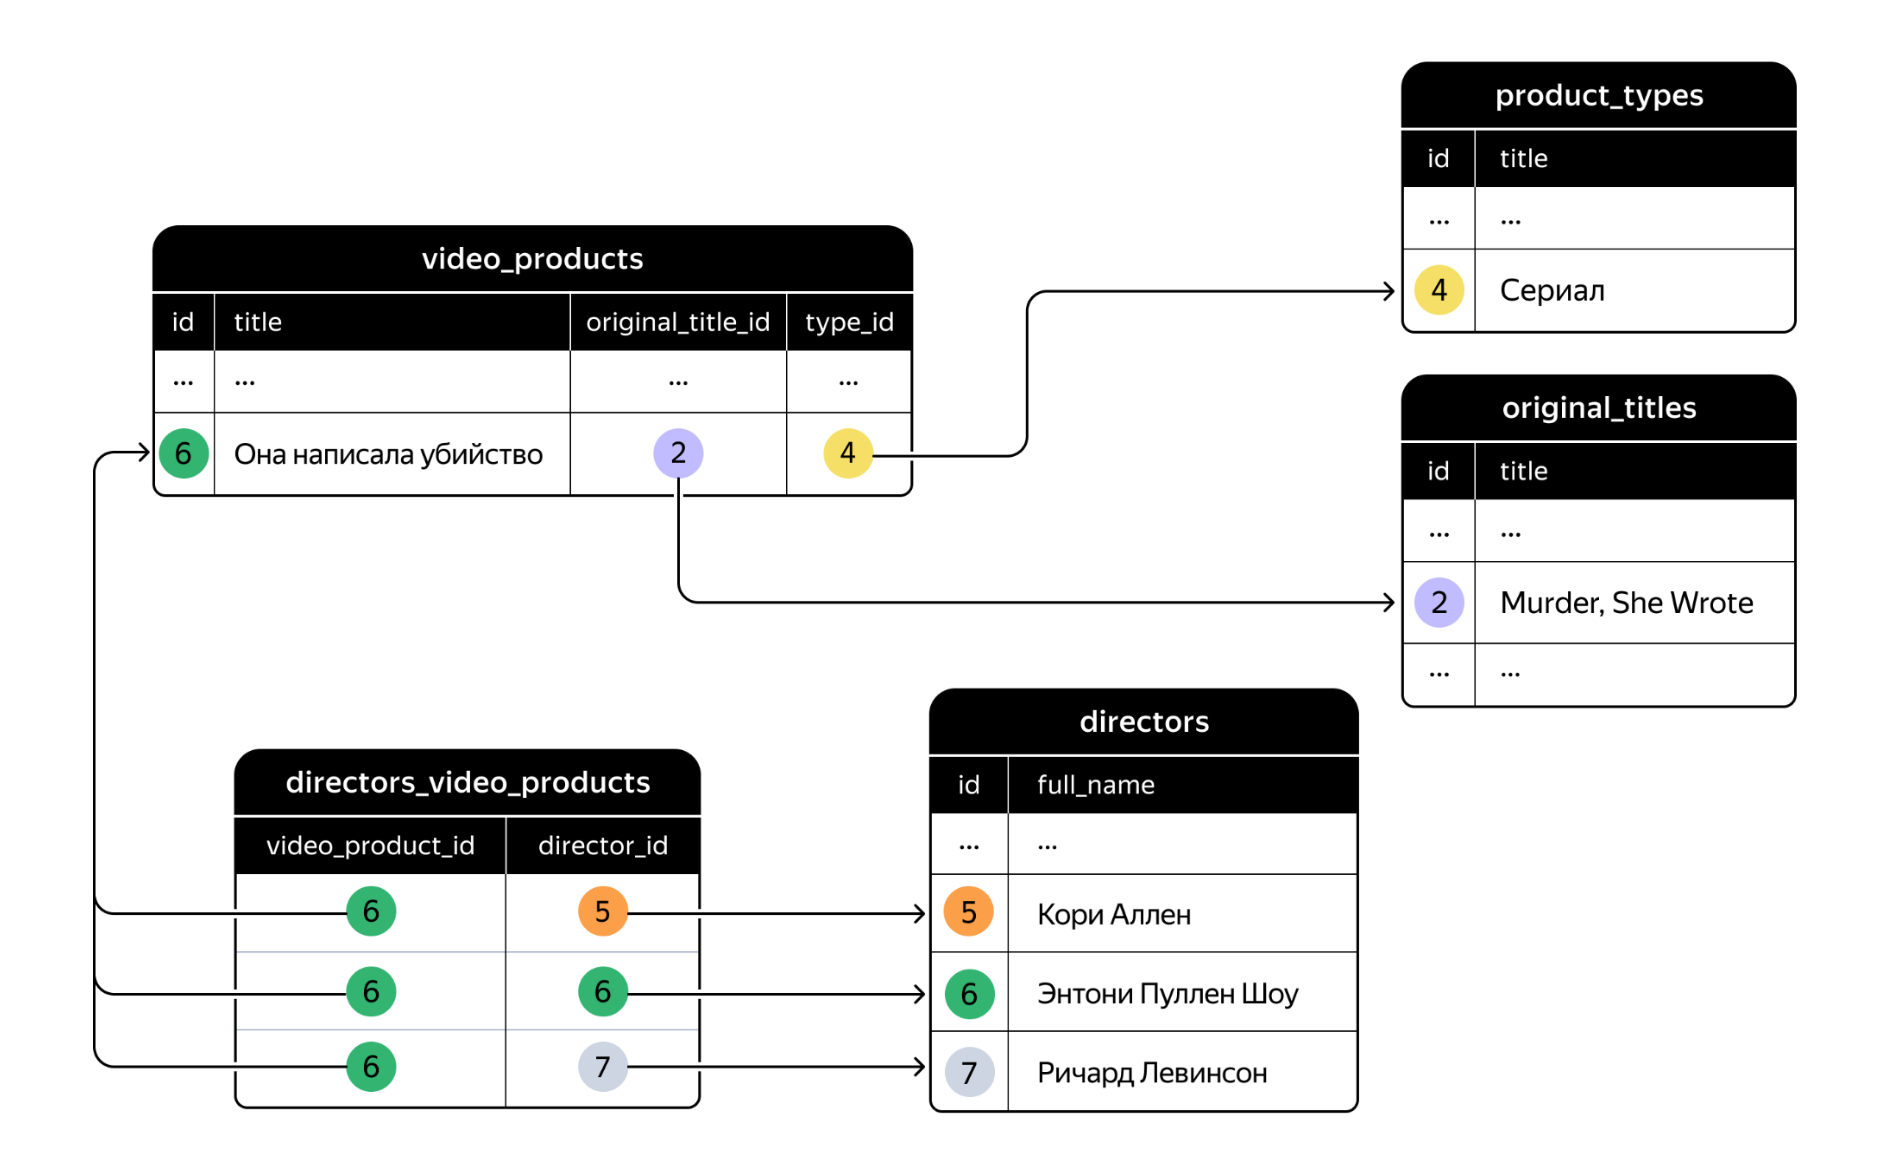 product_types
id title
... ...
4 Сериал
video_products
id title original_title_id type_id
... ... ... ...
6 Она написала убийство 2 4
original_titles
id title
... ...
2 Murder, She Wrote
... ...
directors_video_products
video_product_id director_id
6 5
6 6
6 7
directors
id full_name
... ...
5 Кори Аллен
6 Энтони Пуллен Шоу
7 Ричард Левинсон